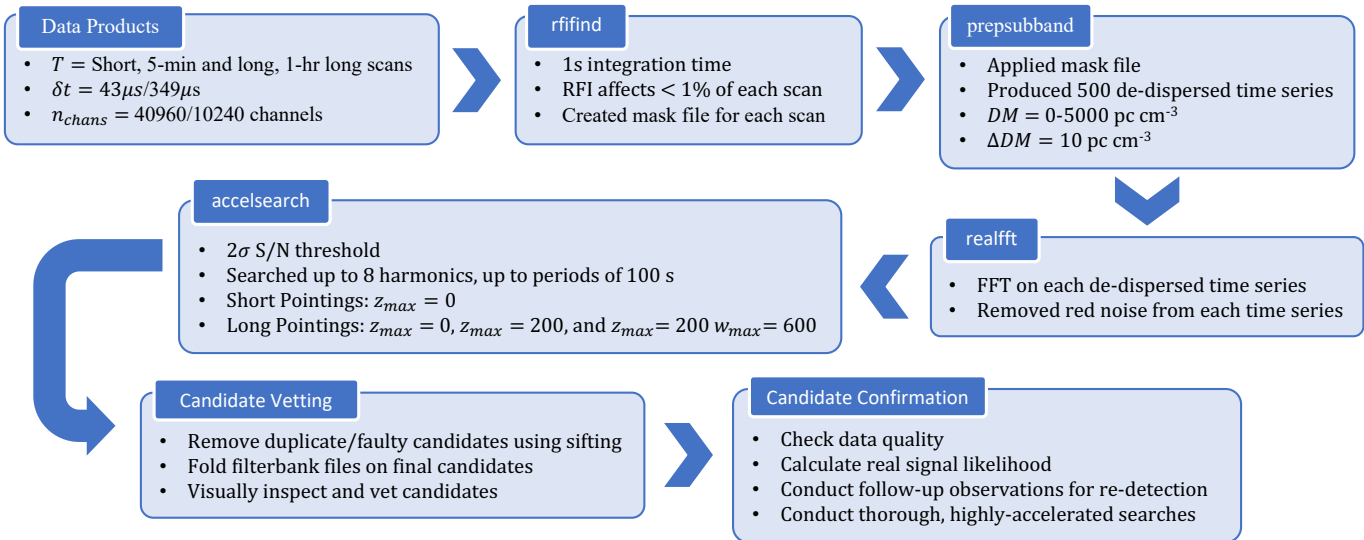 Data Products
• T = Short, 5-min and long, 1-hr long scans
• δt = 43μs/349μs
• n_chans = 40960/10240 channels
rfifind
• 1s integration time
• RFI affects < 1% of each scan
• Created mask file for each scan
prepsubband
• Applied mask file
• Produced 500 de-dispersed time series
• DM = 0-5000 pc cm⁻³
• ΔDM = 10 pc cm⁻³
realfft
• FFT on each de-dispersed time series
• Removed red noise from each time series
accelsearch
• 2σ S/N threshold
• Searched up to 8 harmonics, up to periods of 100 s
• Short Pointings: z_max = 0
• Long Pointings: z_max = 0, z_max = 200, and z_max= 200 w_max= 600
Candidate Vetting
• Remove duplicate/faulty candidates using sifting
• Fold filterbank files on final candidates
• Visually inspect and vet candidates
Candidate Confirmation
• Check data quality
• Calculate real signal likelihood
• Conduct follow-up observations for re-detection
• Conduct thorough, highly-accelerated searches